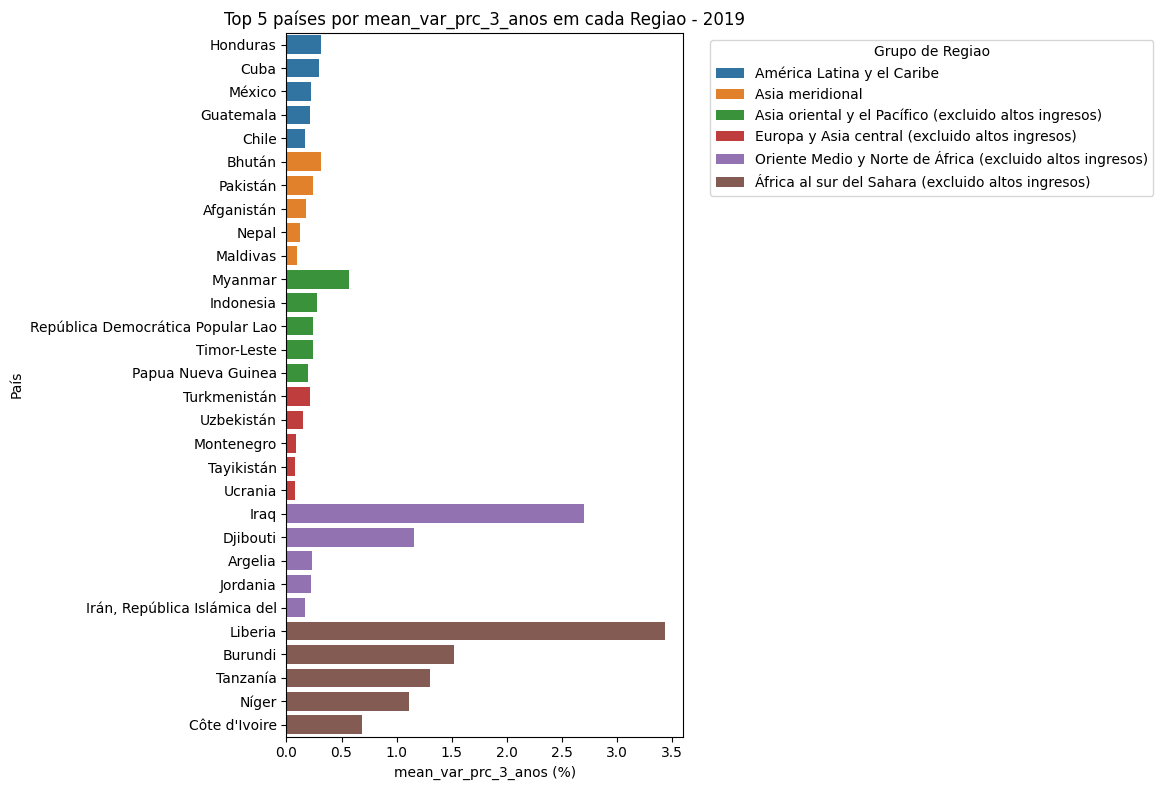 Top 5 países por mean_var_prc_3_anos em cada Regiao - 2019
Honduras
Cuba
México
Guatemala
Chile
Bhután
Pakistán
Afganistán
Nepal
Maldivas
Myanmar
Indonesia
República Democrática Popular Lao
Timor-Leste
Papua Nueva Guinea
Turkmenistán
Uzbekistán
Montenegro
Tayikistán
Ucrania
Iraq
Djibouti
Argelia
Jordania
Irán, República Islámica del
Liberia
Burundi
Tanzanía
Níger
Côte d'Ivoire
País
0.0 0.5 1.0 1.5 2.0 2.5 3.0 3.5
mean_var_prc_3_anos (%)
Grupo de Regiao
América Latina y el Caribe
Asia meridional
Asia oriental y el Pacífico (excluido altos ingresos)
Europa y Asia central (excluido altos ingresos)
Oriente Medio y Norte de África (excluido altos ingresos)
África al sur del Sahara (excluido altos ingresos)